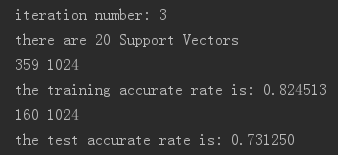 iteration number: 3
there are 20 Support Vectors
359 1024
the training accurate rate is: 0.824513
160 1024
the test accurate rate is: 0.731250